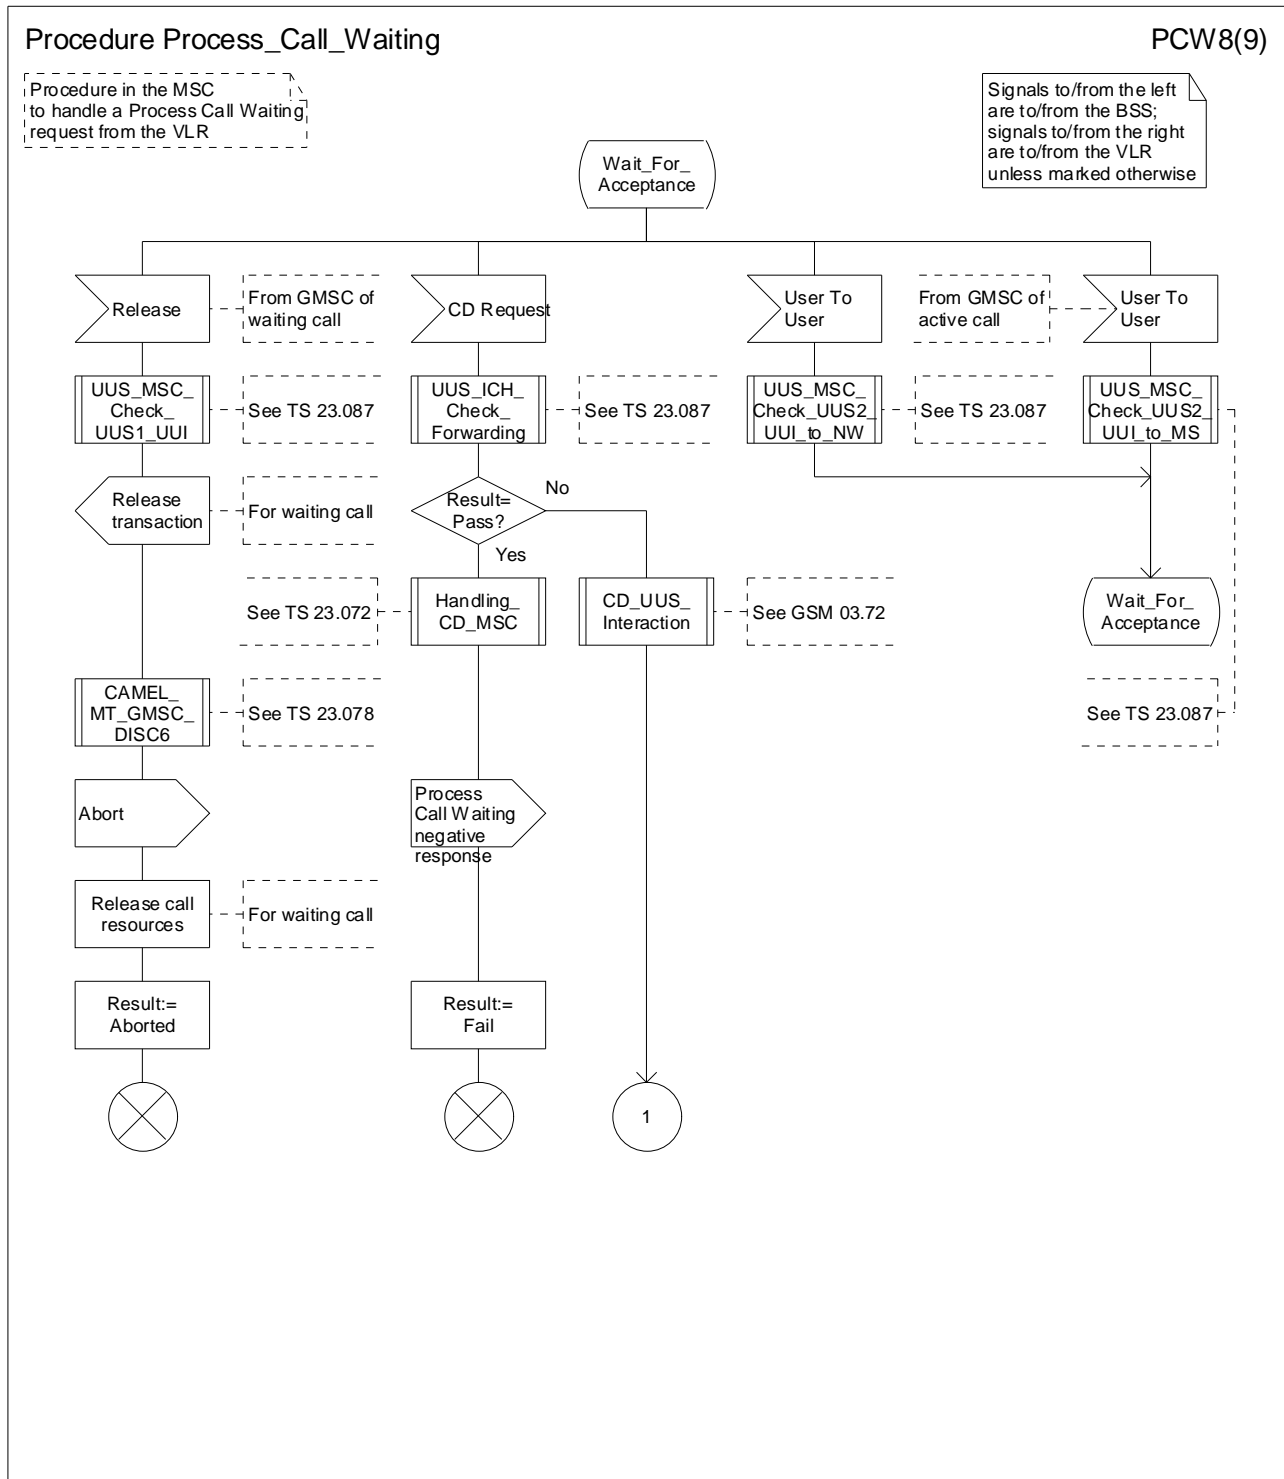 Procedure Process_Call_Waiting
PCW8(9)
Procedure in the MSC
to handle a Process Call Waiting
request from the VLR
Signals to/from the left
are to/from the BSS;
signals to/from the right
are to/from the VLR
unless marked otherwise
Wait_For_
Acceptance
Release
From GMSC of
waiting call
CD Request
User To
User
From GMSC of
active call
User To
User
UUS_MSC_
Check_
UUS1_UUI
See TS 23.087
UUS_ICH_
Check_
Forwarding
See TS 23.087
UUS_MSC_
Check_UUS2_
UUI_to_NW
See TS 23.087
UUS_MSC_
Check_UUS2_
UUI_to_MS
Release
transaction
For waiting call
Result=
Pass?
No
Yes
See TS 23.072
Handling_
CD_MSC
CD_UUS_
Interaction
See GSM 03.72
Wait_For_
Acceptance
CAMEL_
MT_GMSC_
DISC6
See TS 23.078
See TS 23.087
Abort
Process
Call Waiting
negative
response
Release call
resources
For waiting call
Result:=
Aborted
Result:=
Fail
1